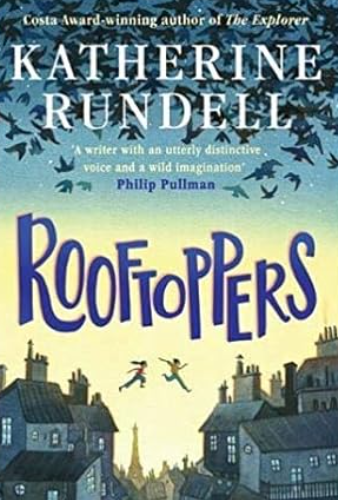 Costa Award-winning author of The Explorer
KATHERINE
RUNDELL
'A writer with an utterly distinctive
voice and a wild imagination'
Philip Pullman
ROOFTOPPERS